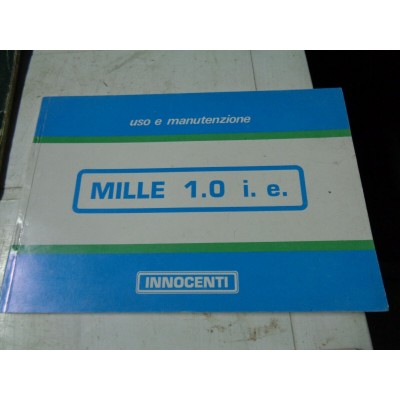 uso e manutenzione
MILLE 1.0 i. e.
INNOCENTI